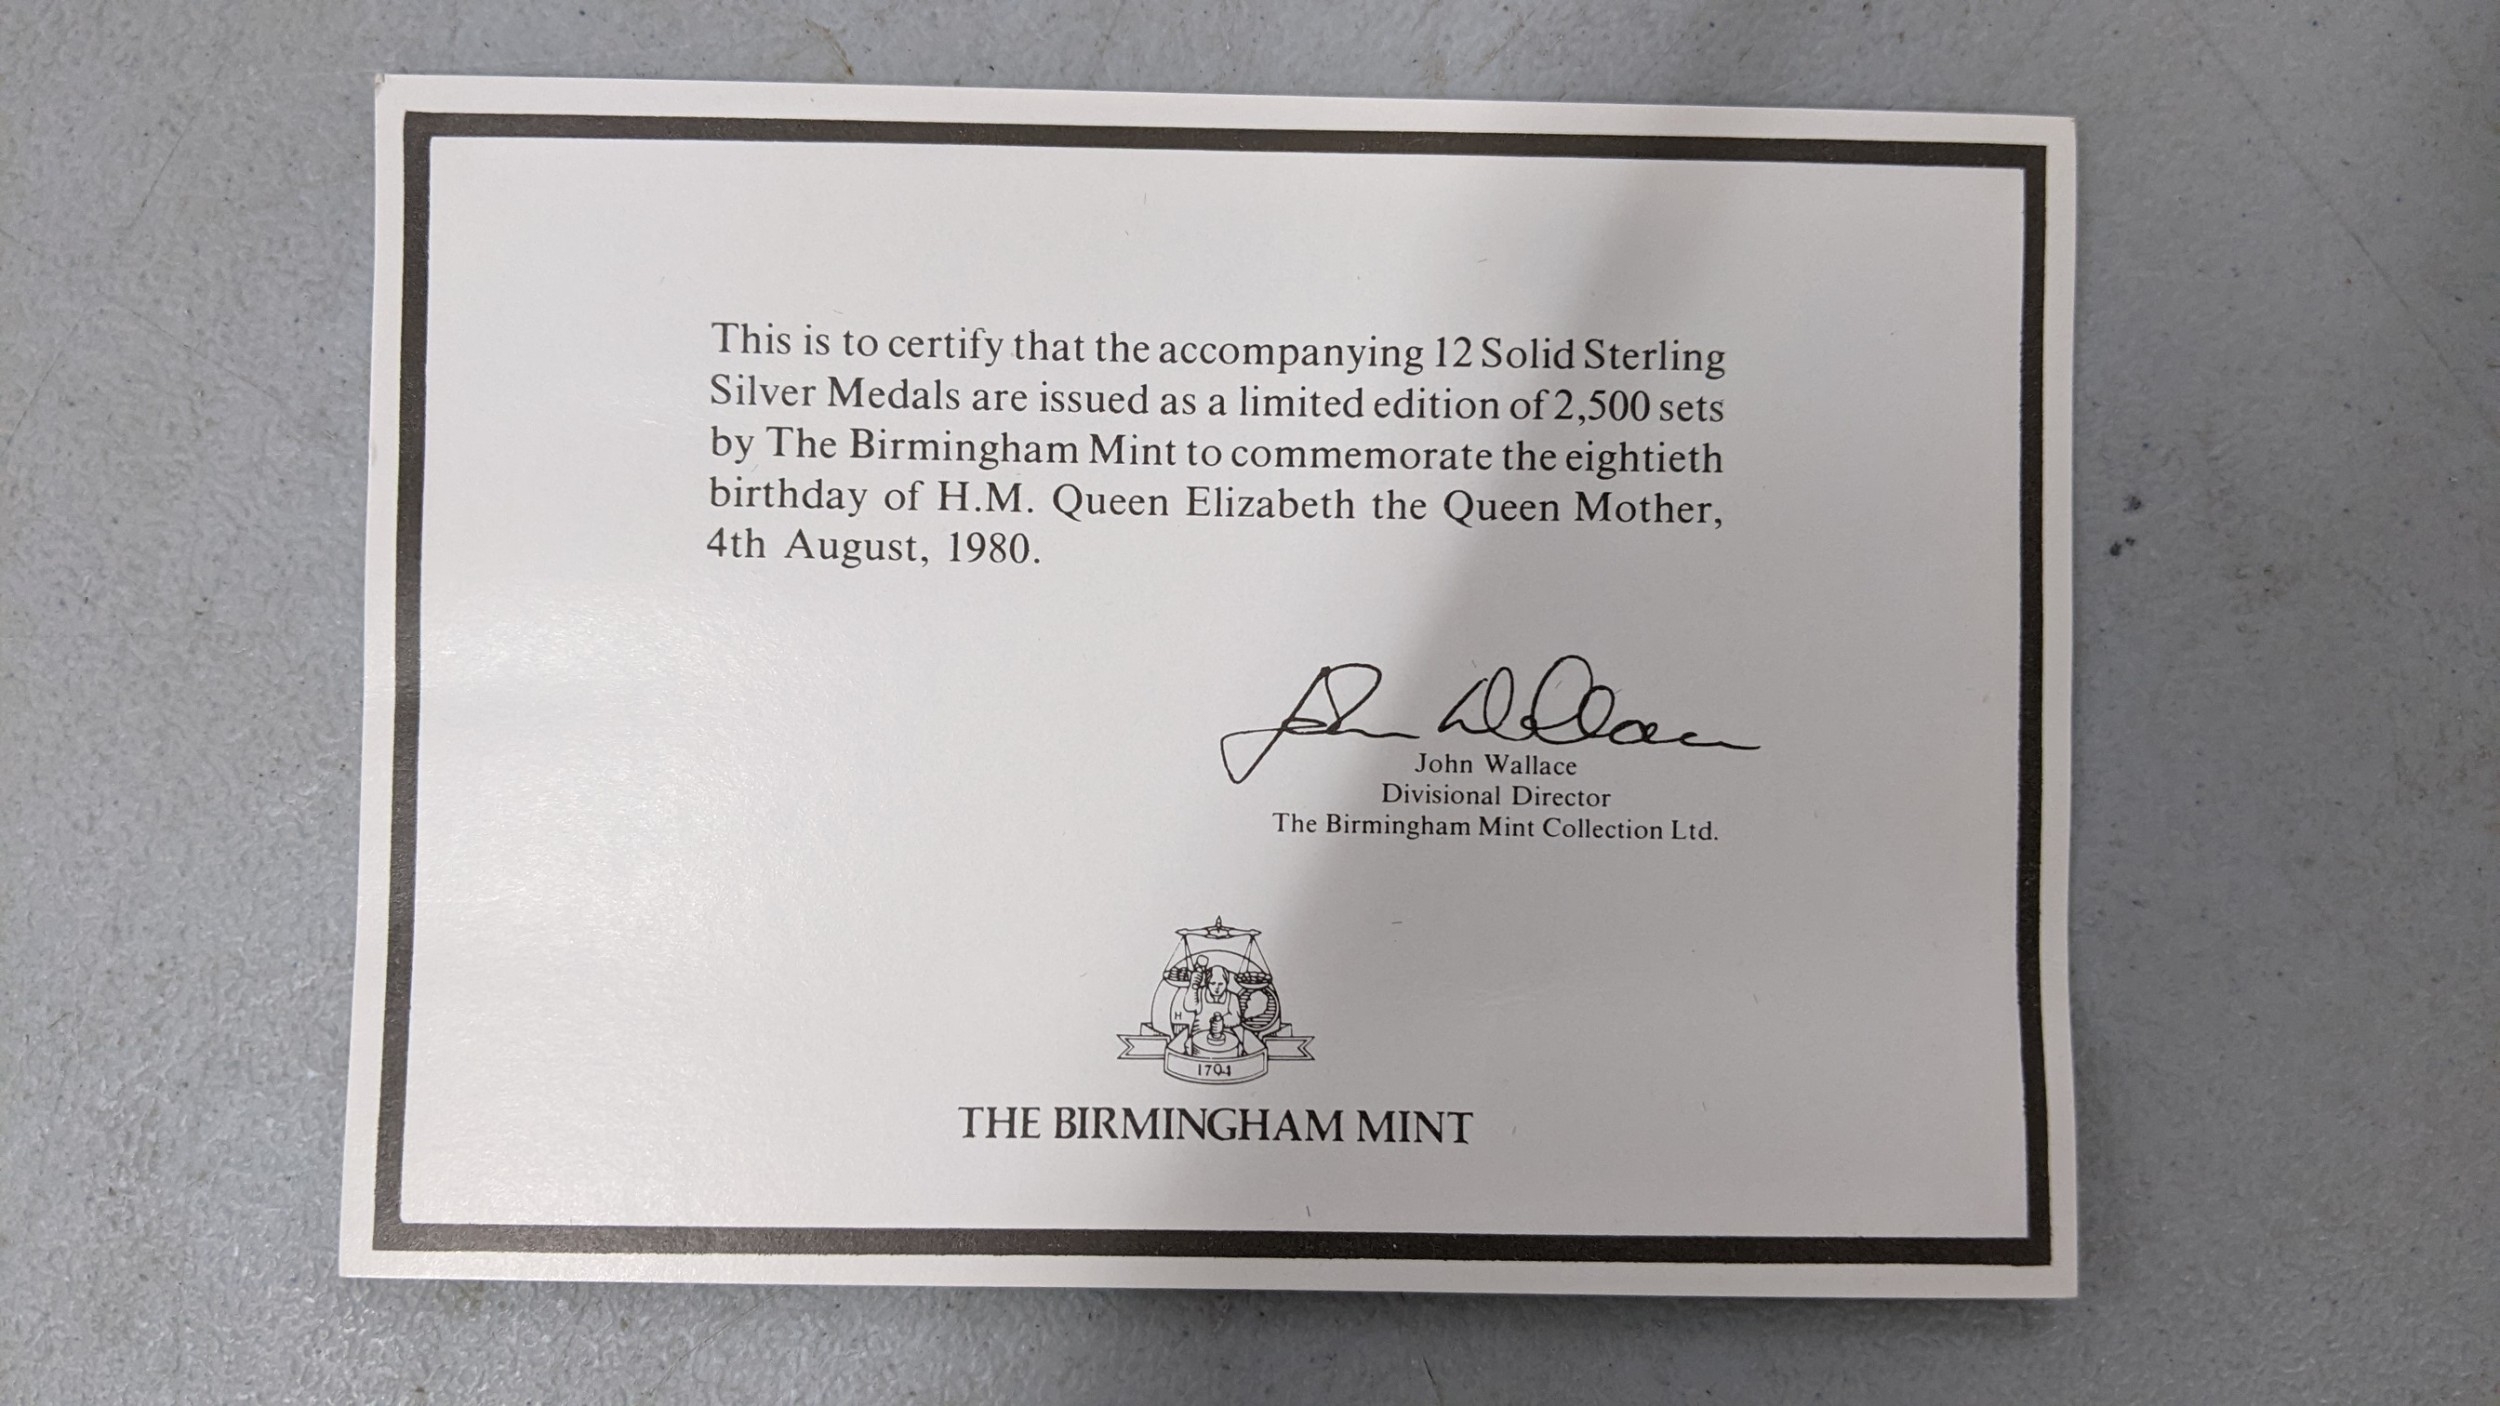 This is to certify that the accompanying 12 Solid Sterling
Silver Medals are issued as a limited edition of 2,500 sets
by The Birmingham Mint to commemorate the eightieth
birthday of H.M. Queen Elizabeth the Queen Mother,
4th August, 1980.
John Wallace
John Wallace
Divisional Director
The Birmingham Mint Collection Ltd.
H
1794
THE BIRMINGHAM MINT